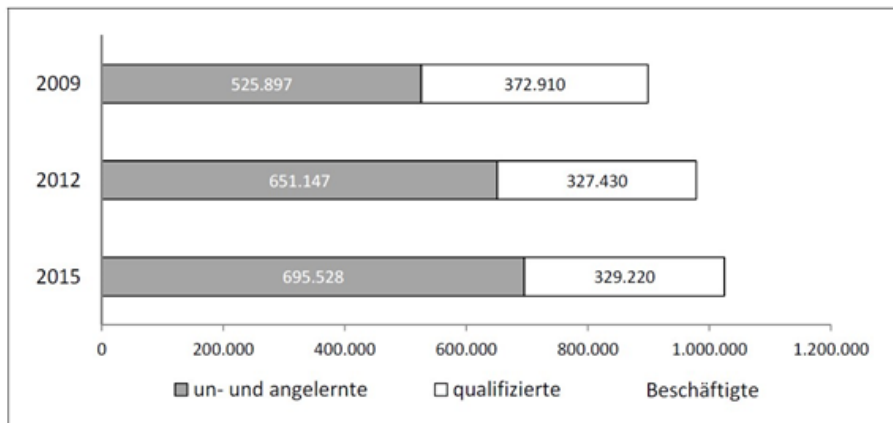 2009 525.897 372.910
2012 651.147 327.430
2015 695.528 329.220
0 200.000 400.000 600.000 800.000 1.000.000 1.200.000
un- und angelernte qualifizierte Beschäftigte